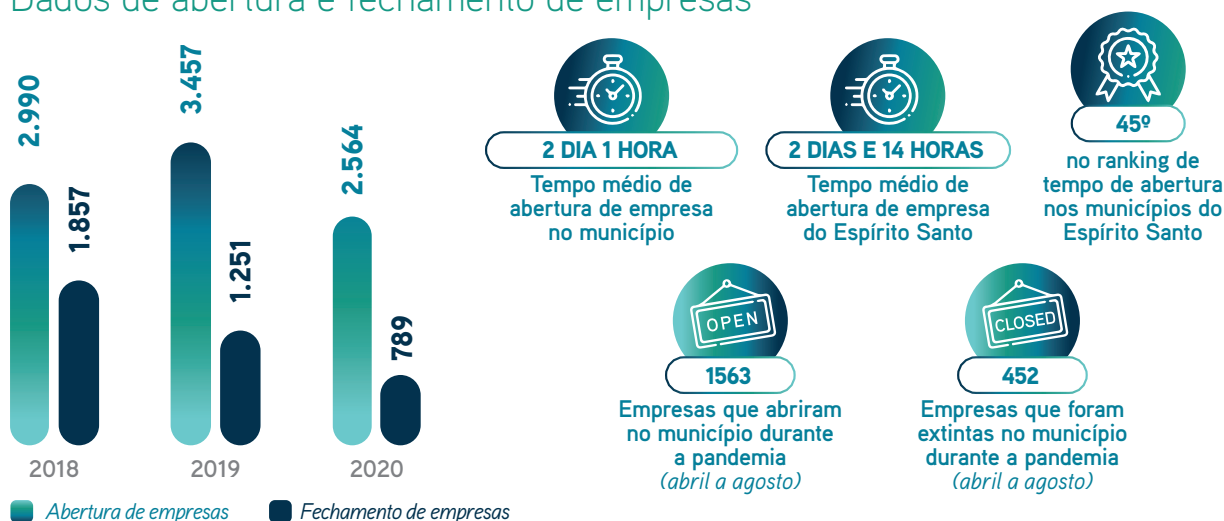 Dados de abertura e fechamento de empresas
2.990
1.857
3.457
1.251
2.564
789
2018
2019
2020
Abertura de empresas
Fechamento de empresas
2 DIA 1 HORA
Tempo médio de
abertura de empresa
no município
2 DIAS E 14 HORAS
Tempo médio de
abertura de empresa
do Espírito Santo
45º
no ranking de
tempo de abertura
nos municípios do
Espírito Santo
OPEN
1563
Empresas que abriram
no município durante
a pandemia
(abril a agosto)
CLOSED
452
Empresas que foram
extintas no município
durante a pandemia
(abril a agosto)